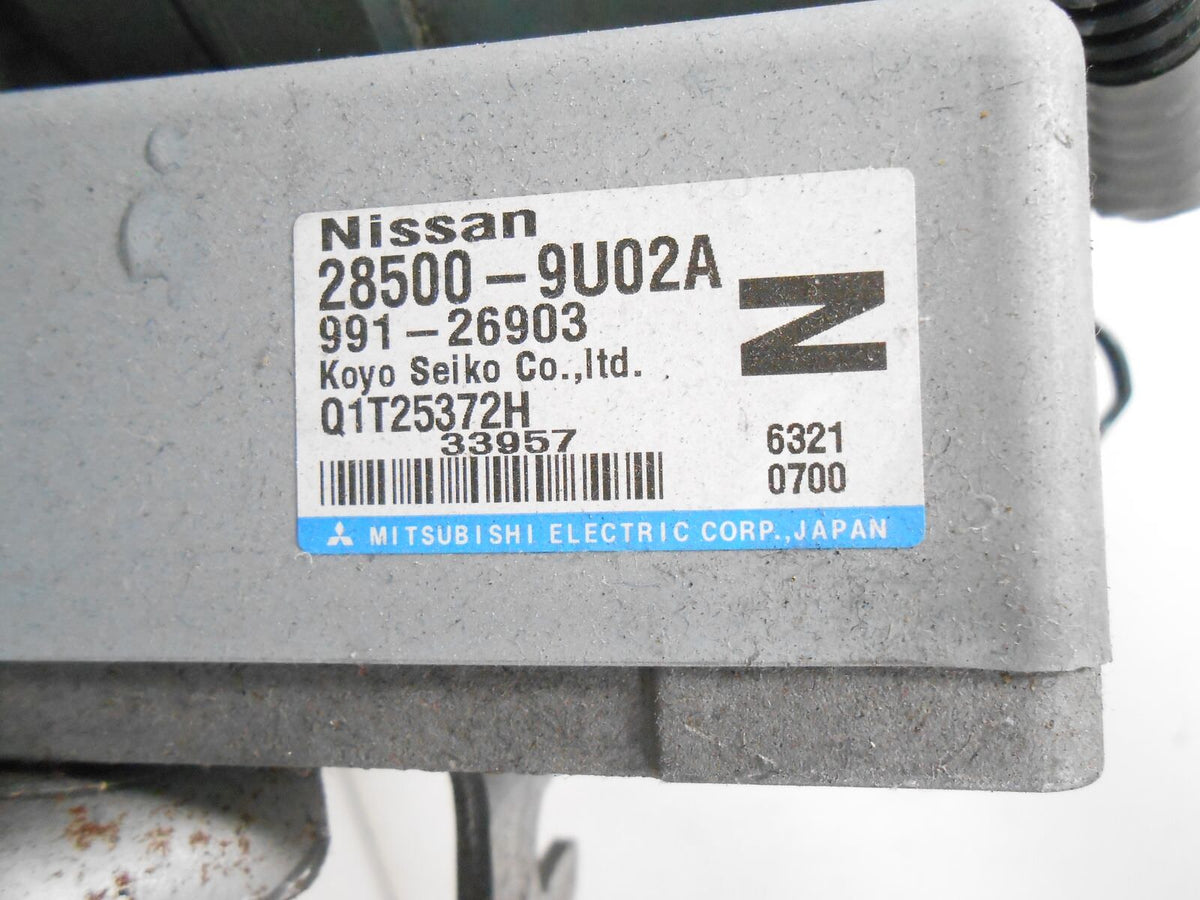 Nissan
28500-9U02A
991-26903
Koyo Seiko Co.,ltd.
Q1T25372H
33957
N
6321
0700
MITSUBISHI ELECTRIC CORP.,JAPAN